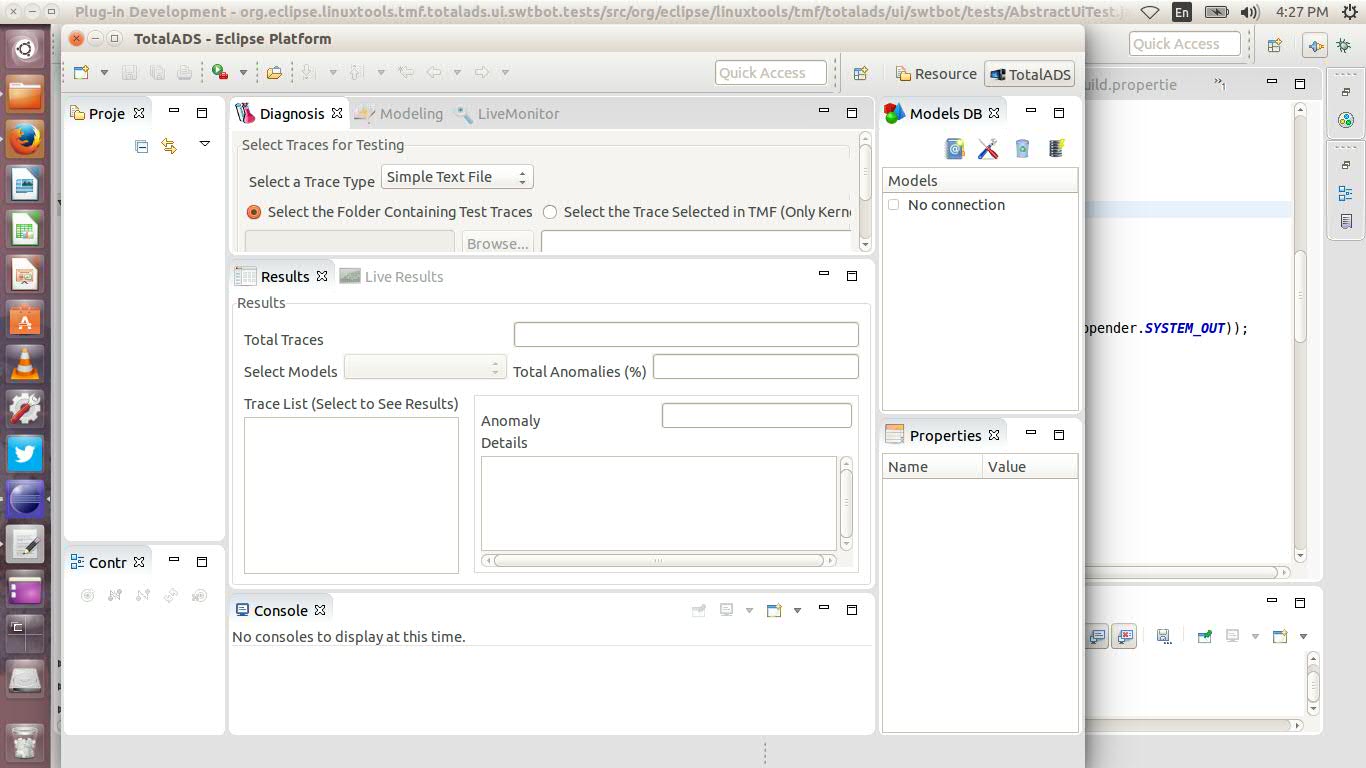 Plug-in Development - org.eclipse.linuxtools.tmf.totalads.ui.swtbot.tests/src/org/eclipse/linuxtools/tmf/totalads/ui/swtbot/tests/AbstractUiTest.j
En
4:27 PM
TotalADS - Eclipse Platform
Quick Access
Quick Access
Resource
TotalADS
uild.propertie
Proje
Diagnosis
Modeling
LiveMonitor
Models DB
Select Traces for Testing
Select a Trace Type
Simple Text File
Select the Folder Containing Test Traces
Select the Trace Selected in TMF (Only Kerne
Browse...
Models
No connection
Results
Live Results
Results
Total Traces
Select Models
Total Anomalies (%)
Trace List (Select to See Results)
Anomaly
Details
ppender.SYSTEM_OUT));
Properties
Name
Value
Contr
Console
No consoles to display at this time.